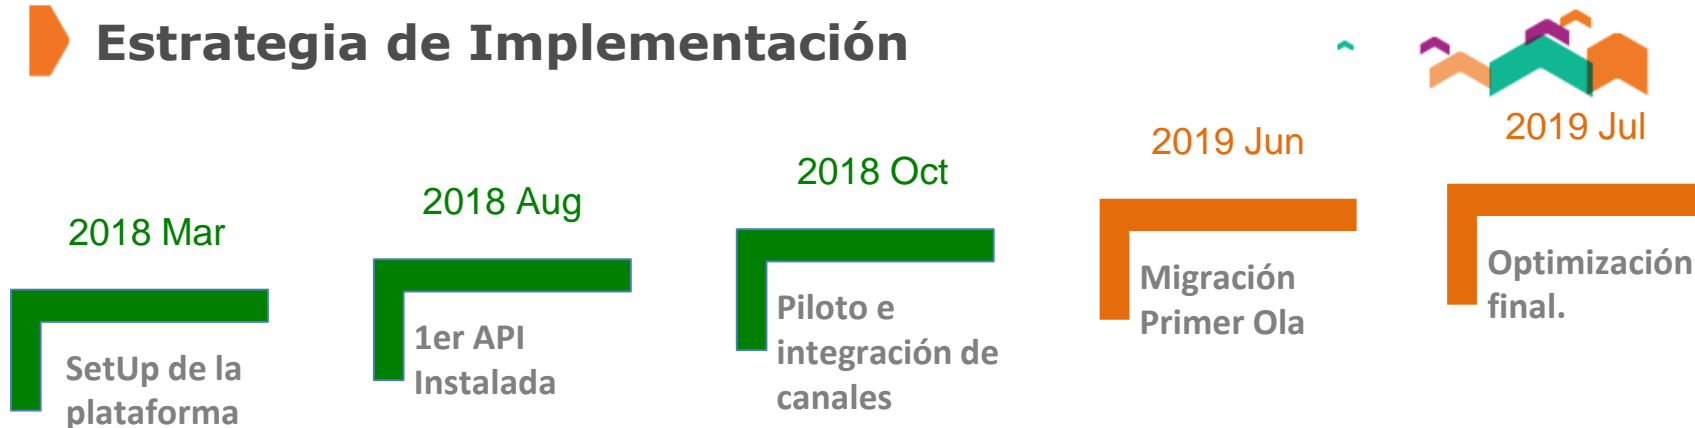 Estrategia de Implementación
2018 Mar
SetUp de la
plataforma
2018 Aug
1er API
Instalada
2018 Oct
Piloto e
integración de
canales
2019 Jun
Migración
Primer Ola
2019 Jul
Optimización
final.